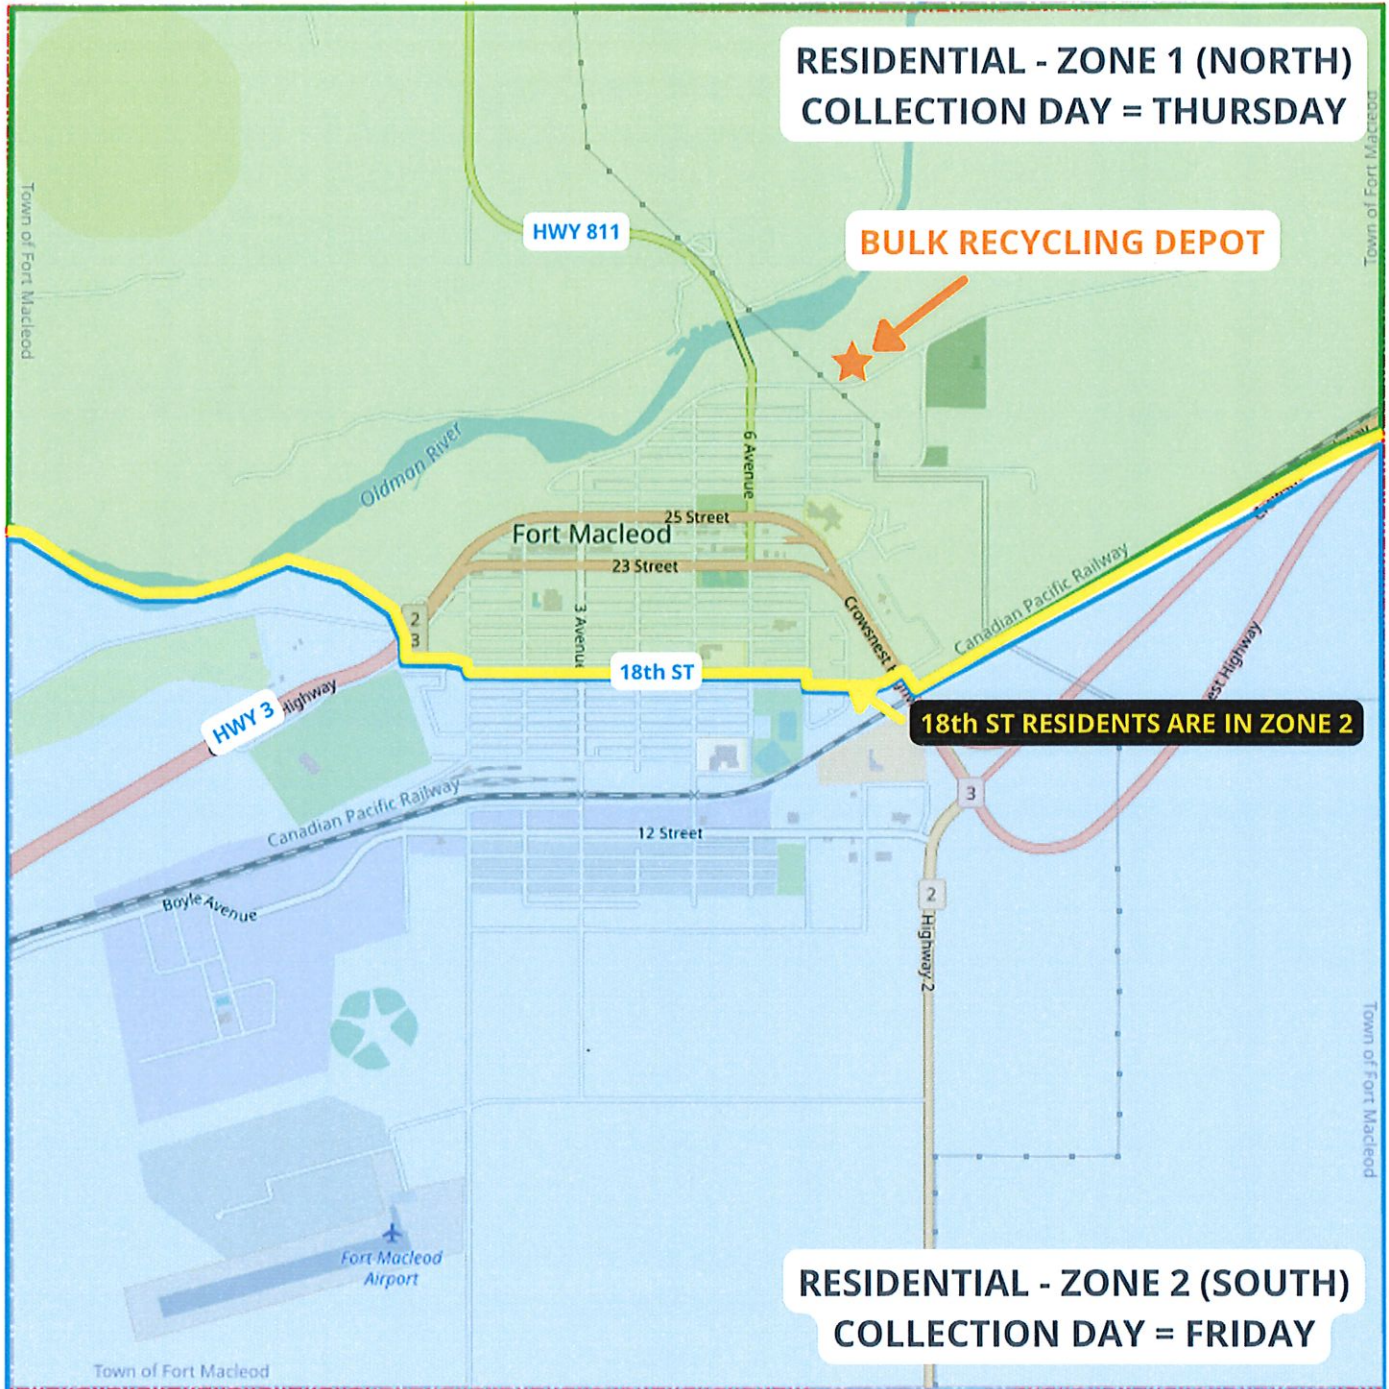 RESIDENTIAL - ZONE 1 (NORTH)
COLLECTION DAY = THURSDAY
Town of Fort Macleod
Town of Fort Macleod
HWY 811
BULK RECYCLING DEPOT
Oldman River
6 Avenue
25 Street
Fort Macleod
23 Street
3 Avenue
2
3
Crowsnest
Canadian Pacific Railway
18th ST
HWY 3
Highway
18th ST RESIDENTS ARE IN ZONE 2
est Highway
3
Canadian Pacific Railway
12 Street
2
Boyle Avenue
Highway 2
Town of Fort Macleod
Fort Macleod
Airport
RESIDENTIAL - ZONE 2 (SOUTH)
COLLECTION DAY = FRIDAY
Town of Fort Macleod